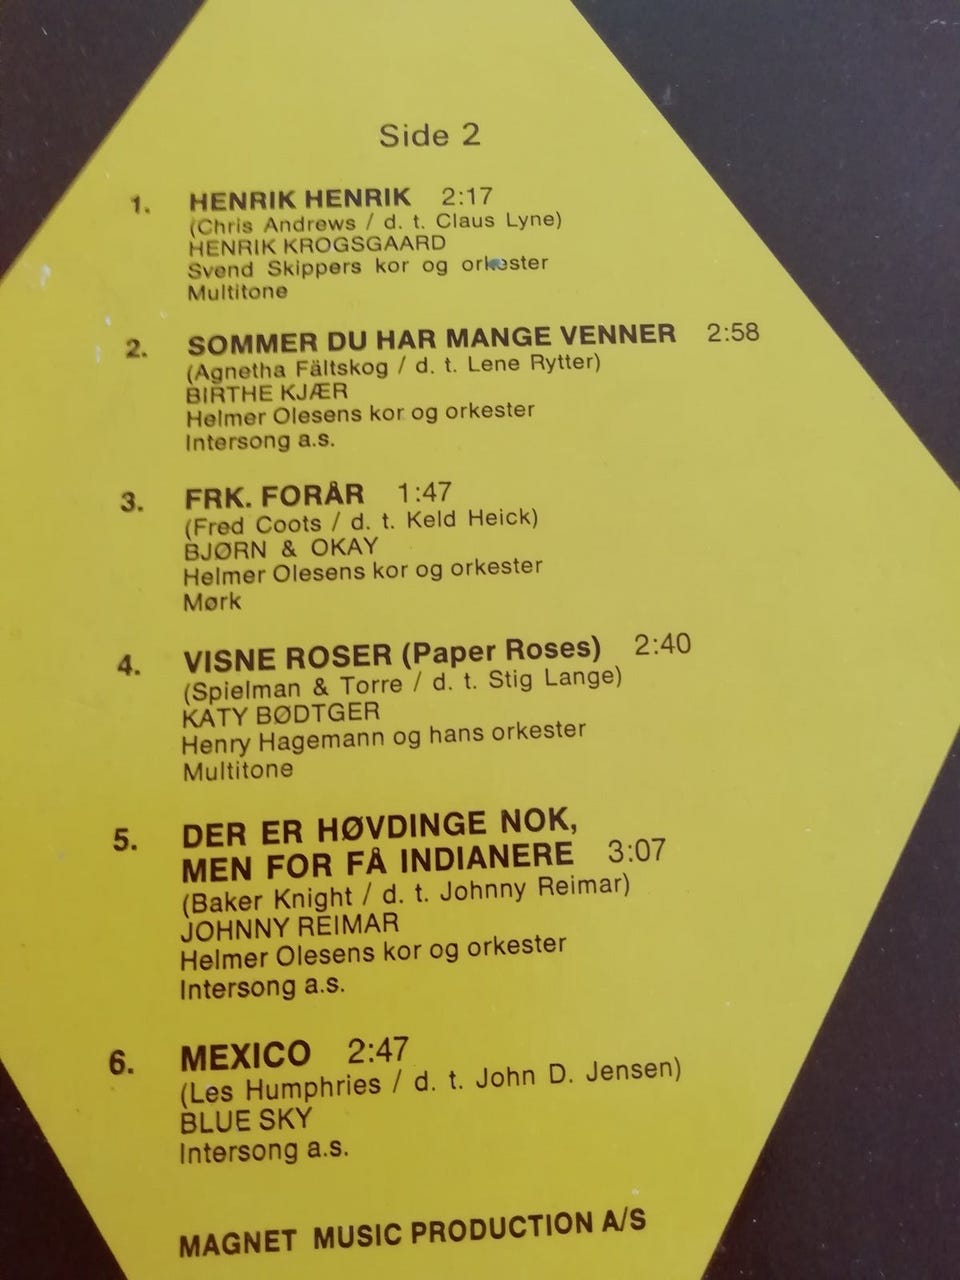 Side 2
1. HENRIK HENRIK 2:17
(Chris Andrews / d. t. Claus Lyne)
HENRIK KROGSGAARD
Svend Skippers kor og orkester
Multitone
2. SOMMER DU HAR MANGE VENNER 2:58
(Agnetha Fältskog / d. t. Lene Rytter)
BIRTHE KJÆR
Helmer Olesens kor og orkester
Intersong a.s.
3. FRK. FORÅR 1:47
(Fred Coots / d. t. Keld Heick)
BJØRN & OKAY
Helmer Olesens kor og orkester
Mørk
4. VISNE ROSER (Paper Roses) 2:40
(Spielman & Torre / d. t. Stig Lange)
KATY BØDTGER
Henry Hagemann og hans orkester
Multitone
5. DER ER HØVDINGE NOK,
MEN FOR FÅ INDIANERE 3:07
(Baker Knight / d. t. Johnny Reimar)
JOHNNY REIMAR
Helmer Olesens kor og orkester
Intersong a.s.
6. MEXICO 2:47
(Les Humphries / d. t. John D. Jensen)
BLUE SKY
Intersong a.s.
MAGNET MUSIC PRODUCTION A/S